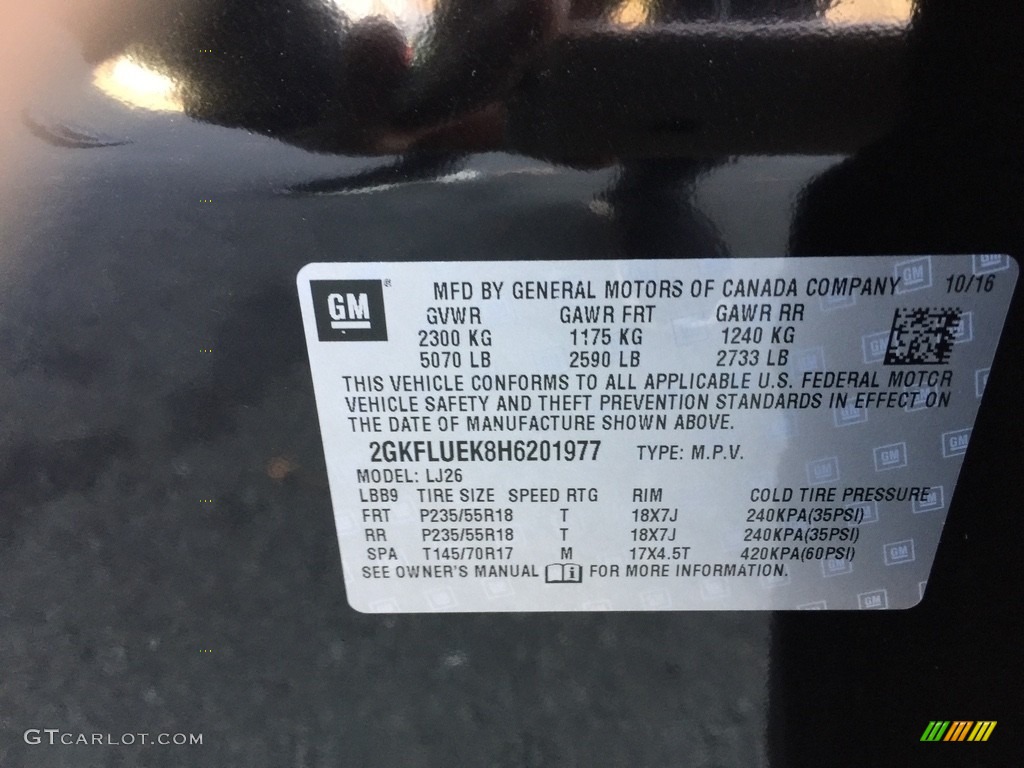 GM ®
MFD BY GENERAL MOTORS OF CANADA COMPANY 10/16
GVWR GAWR FRT GAWR RR
2300 KG 1175 KG 1240 KG
5070 LB 2590 LB 2733 LB
THIS VEHICLE CONFORMS TO ALL APPLICABLE U.S. FEDERAL MOTOR
VEHICLE SAFETY AND THEFT PREVENTION STANDARDS IN EFFECT ON
THE DATE OF MANUFACTURE SHOWN ABOVE.
2GKFLUEK8H6201977 TYPE: M.P.V.
MODEL: LJ26
LBB9 TIRE SIZE SPEED RTG RIM COLD TIRE PRESSURE
FRT P235/55R18 T 18X7J 240KPA(35PSI)
RR P235/55R18 T 18X7J 240KPA(35PSI)
SPA T145/70R17 M 17X4.5T 420KPA(60PSI)
SEE OWNER'S MANUAL i FOR MORE INFORMATION.
GTCARLOT.COM